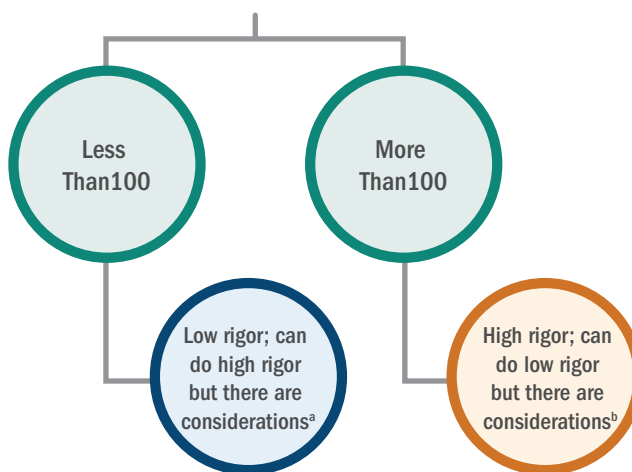 Less
Than100
More
Than100
Low rigor; can
do high rigor
but there are
considerationsᵃ
High rigor; can
do low rigor
but there are
considerationsᵇ